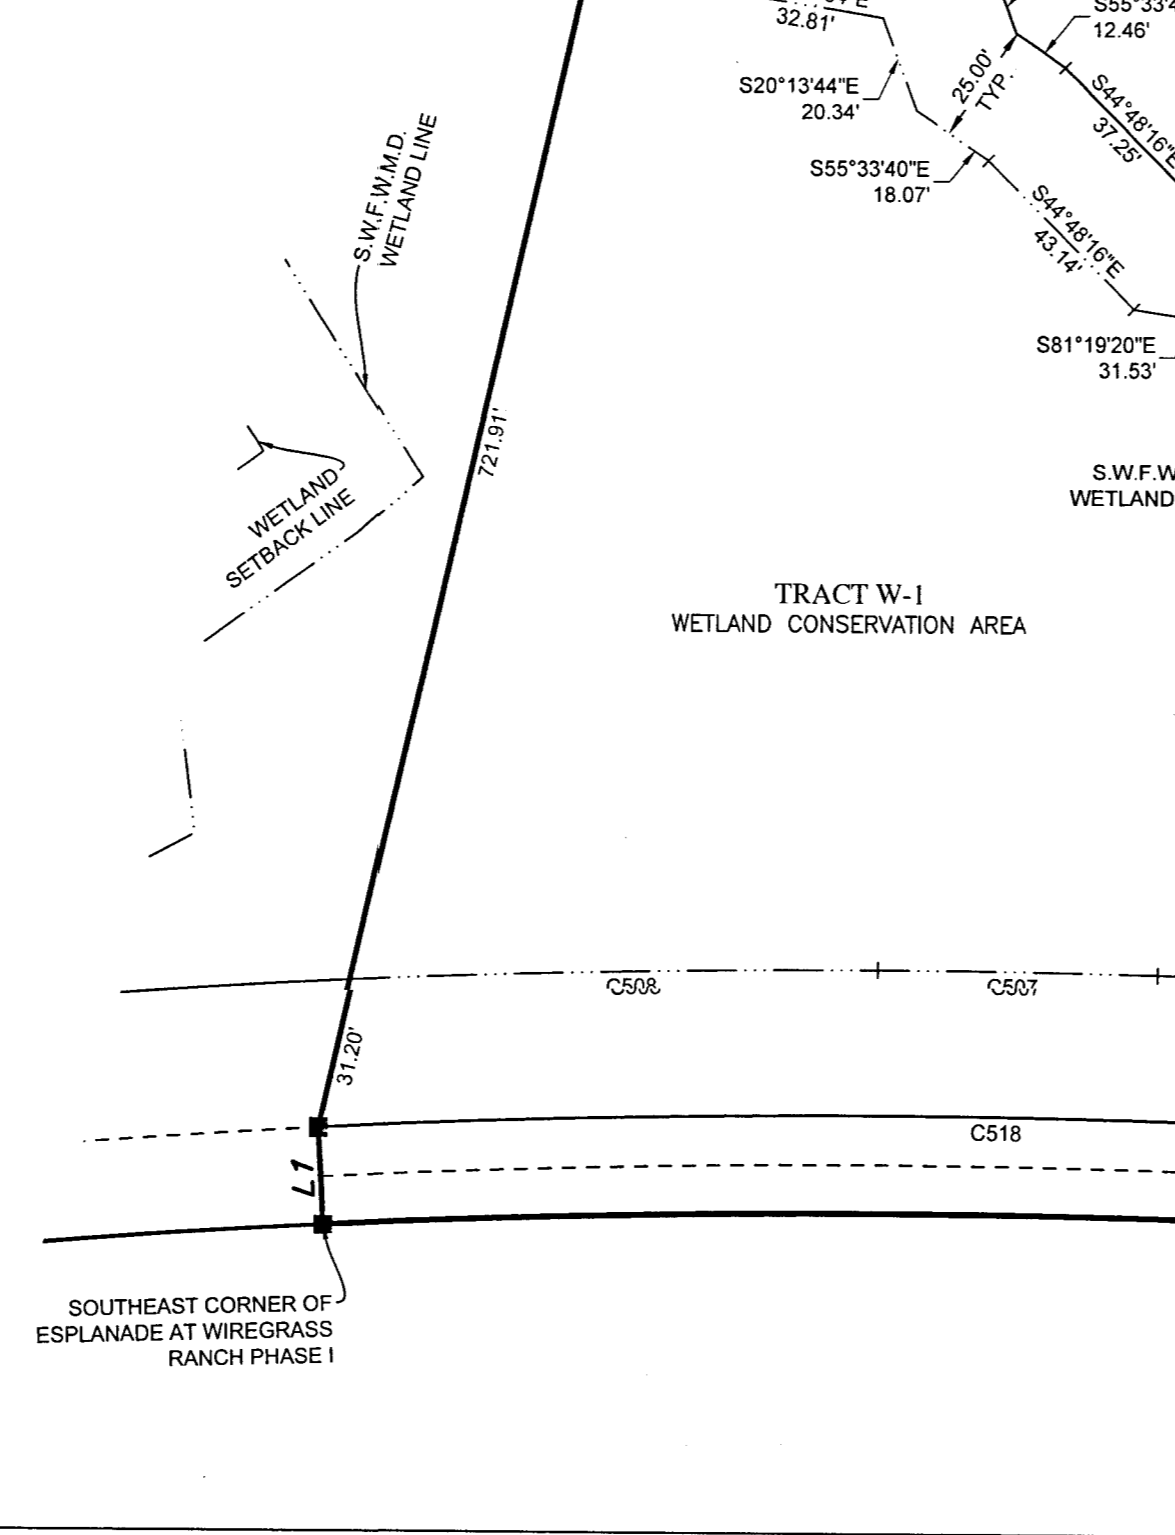 32.81'
S20°13'44"E
20.34'
25.00'
TYP.
12.46'
S44°48'16"E
37.25'
S55°33'40"E
18.07'
S44°48'16"E
43.14'
S81°19'20"E
31.53'
S.W.F.W.M.D.
WETLAND LINE
721.91'
WETLAND
SETBACK LINE
S.W.F.W
WETLAND
TRACT W-1
WETLAND CONSERVATION AREA
C508
C507
31.20'
C518
L1
SOUTHEAST CORNER OF
ESPLANADE AT WIREGRASS
RANCH PHASE I